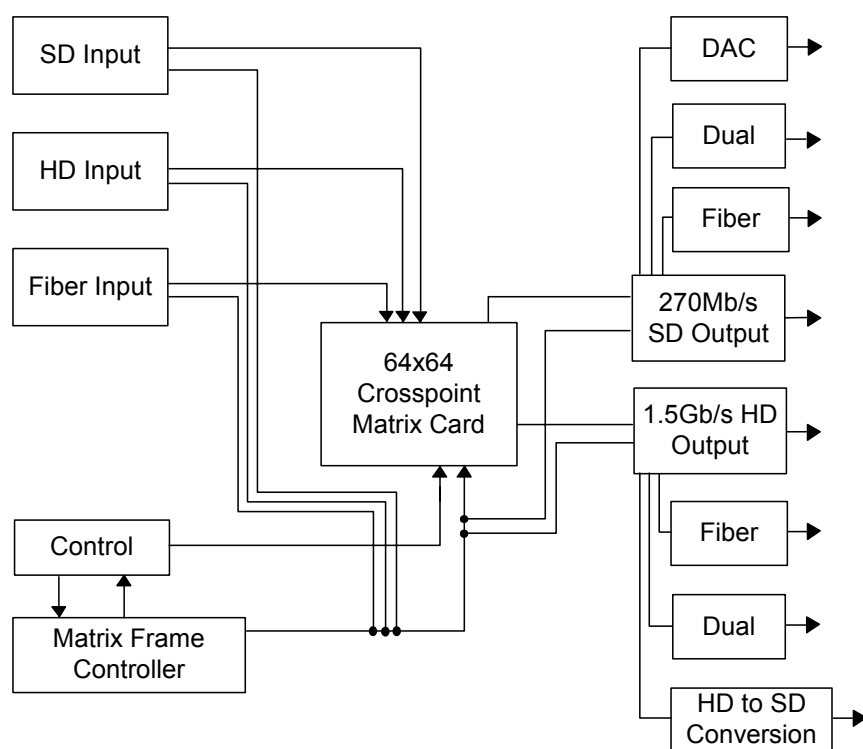 SD Input
HD Input
Fiber Input
64x64
Crosspoint
Matrix Card
Control
Matrix Frame
Controller
DAC
Dual
Fiber
270Mb/s
SD Output
1.5Gb/s HD
Output
Fiber
Dual
HD to SD
Conversion